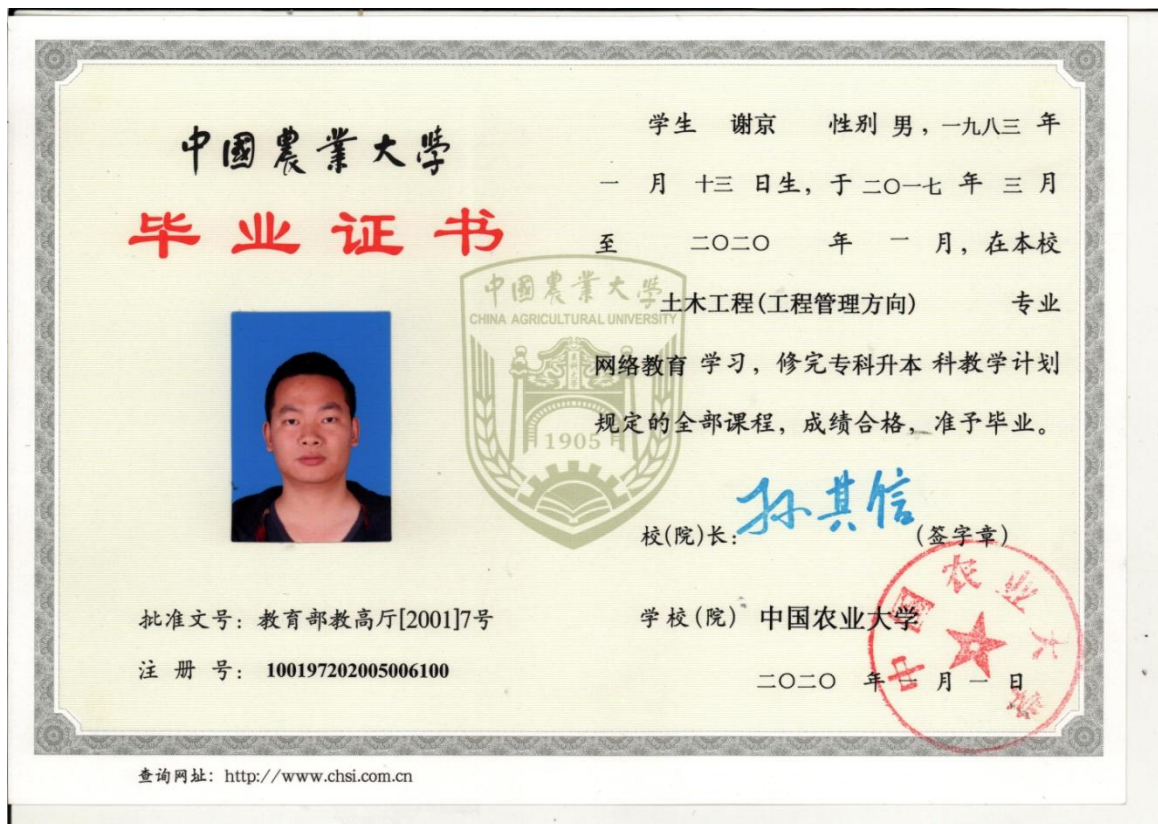 中國農業大學
毕业证书
学生 谢京 性别 男，一九八三 年
一 月 十三 日生，于 二〇一七 年 三 月
至 二〇二〇 年 一 月，在本校
土木工程(工程管理方向) 专业
网络教育 学习，修完专科升本 科教学计划
规定的全部课程，成绩合格，准予毕业。
中國農業大學
CHINA AGRICULTURAL UNIVERSITY
1905
校(院)长：孙其信 (签字章)
批准文号：教育部教高厅[2001]7号
注 册 号：100197202005006100
学校(院) 中国农业大学
二〇二〇 年 一 月 一 日
中国农业大学
查询网址：http://www.chsi.com.cn